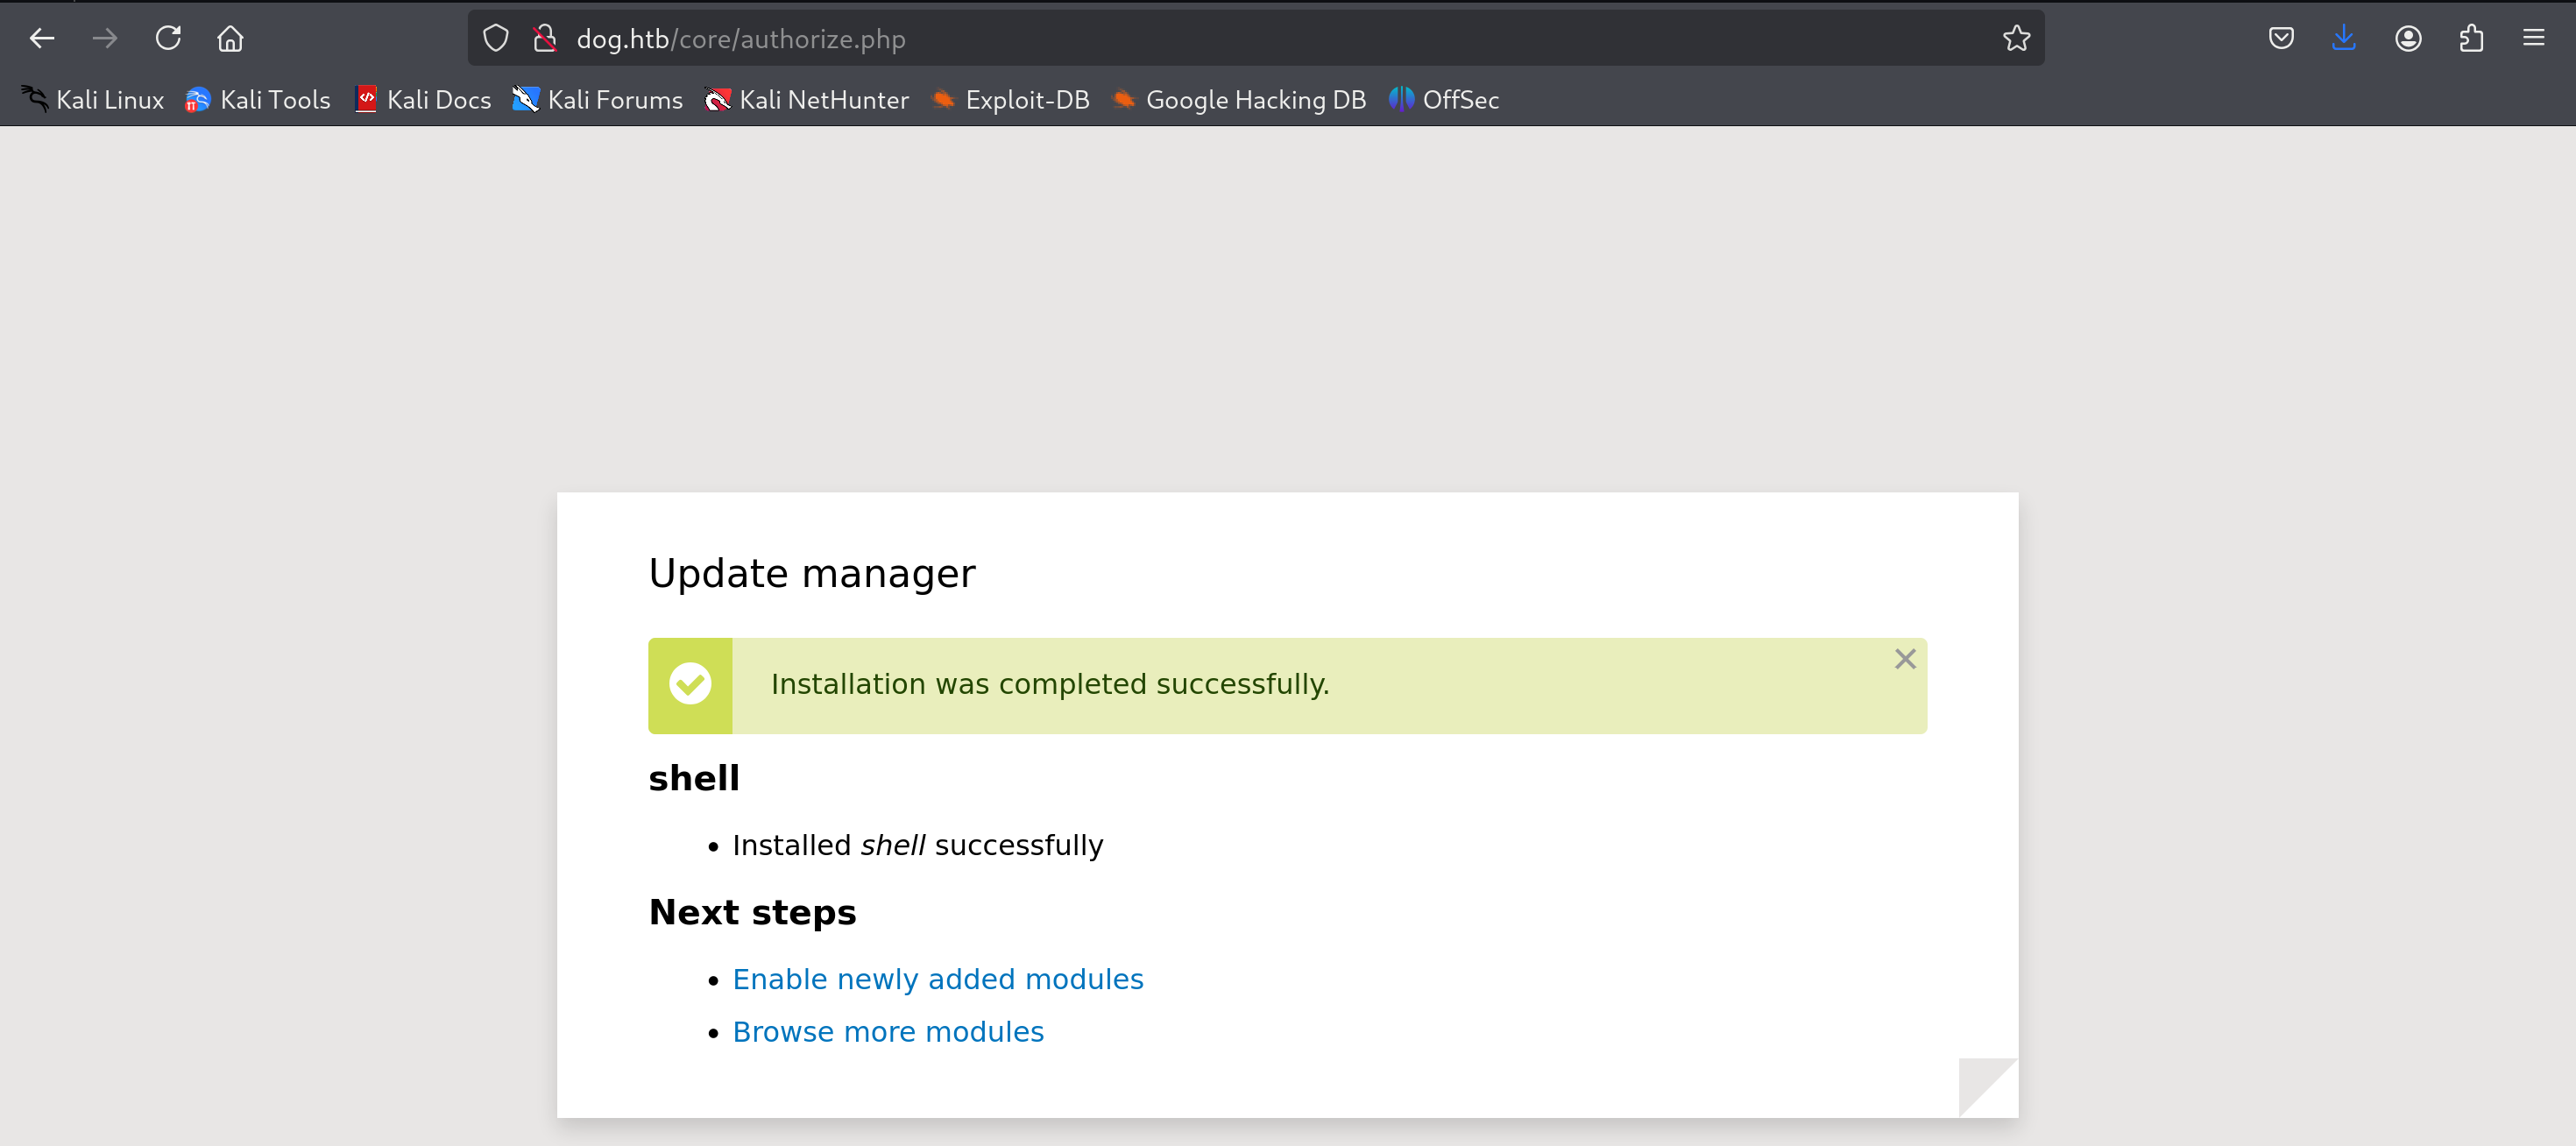 dog.htb/core/authorize.php
Kali Linux Kali Tools Kali Docs Kali Forums Kali NetHunter Exploit-DB Google Hacking DB OffSec
Update manager
Installation was completed successfully.
shell
Installed shell successfully
Next steps
Enable newly added modules
Browse more modules